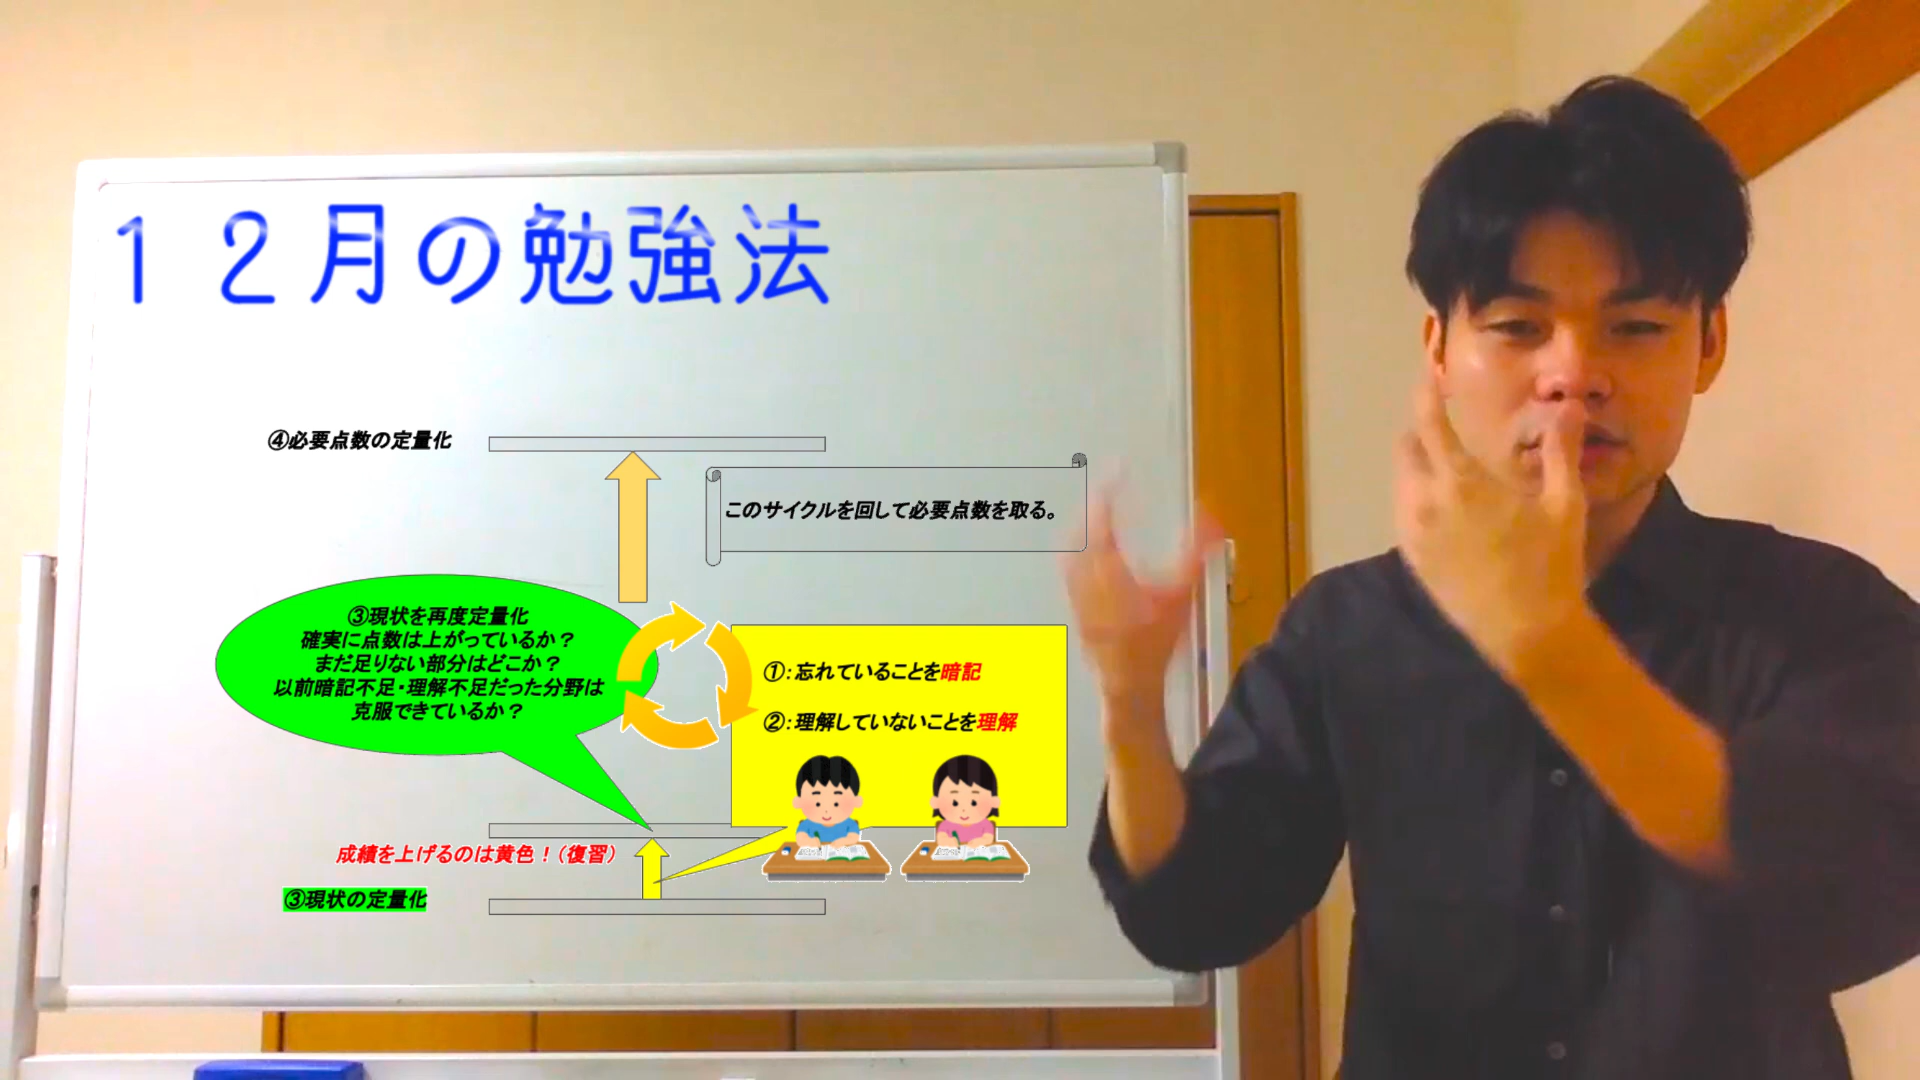 １２月の勉強法
④必要点数の定量化
このサイクルを回して必要点数を取る。
③現状を再度定量化
確実に点数は上がっているか？
まだ足りない部分はどこか？
以前暗記不足・理解不足だった分野は
克服できているか？
①：忘れていることを暗記
②：理解していないことを理解
成績を上げるのは黄色！（復習）
③現状の定量化